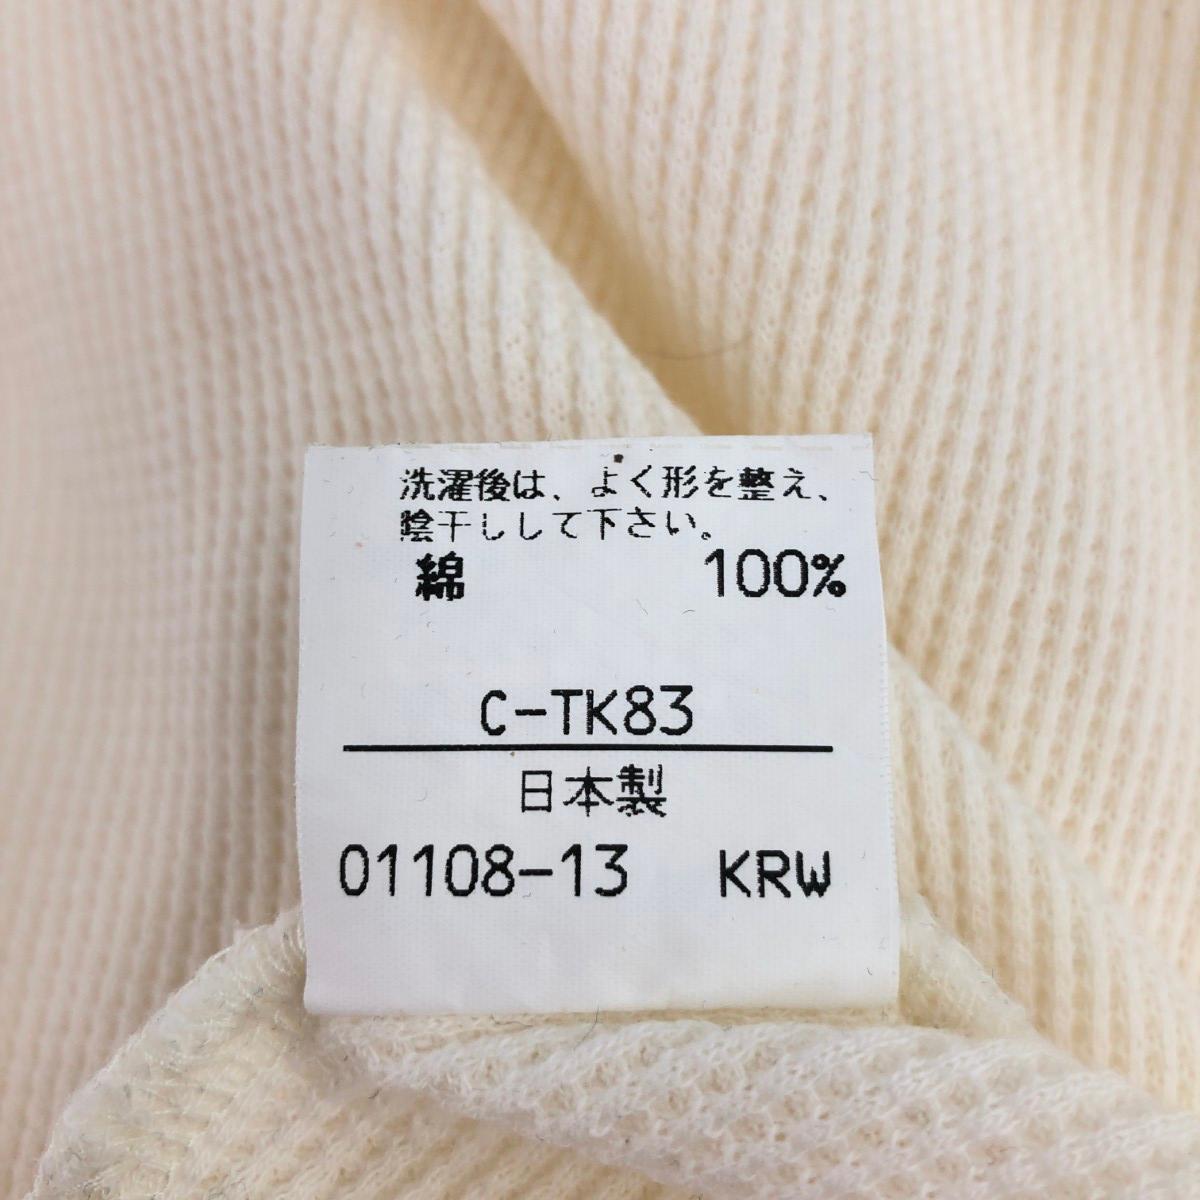 洗濯後は、よく形を整え、
陰干しして下さい。
綿 100%
C-TK83
日本製
01108-13 KRW